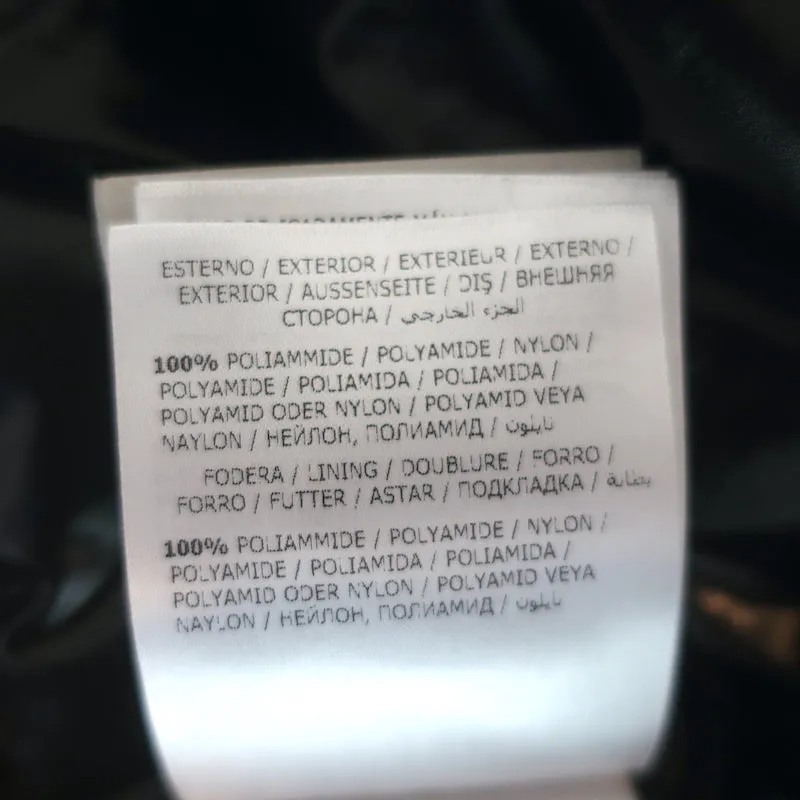 ESTERNO / EXTERIOR / EXTERIEUR / EXTERNO /
EXTERIOR / AUSSENSEITE / DIŞ / ВНЕШНЯЯ
СТОРОНА / الجزء الخارجي
100% POLIAMMIDE / POLYAMIDE / NYLON /
POLYAMIDE / POLIAMIDA / POLIAMIDA /
POLYAMID ODER NYLON / POLYAMID VEYA
NAYLON / НЕЙЛОН, ПОЛИАМИД / نايلون
FODERA / LINING / DOUBLURE / FORRO /
FORRO / FUTTER / ASTAR / ПОДКЛАДКА / بطانة
100% POLIAMMIDE / POLYAMIDE / NYLON /
POLYAMIDE / POLIAMIDA / POLIAMIDA /
POLYAMID ODER NYLON / POLYAMID VEYA
NAYLON / НЕЙЛОН, ПОЛИАМИД / نايلون